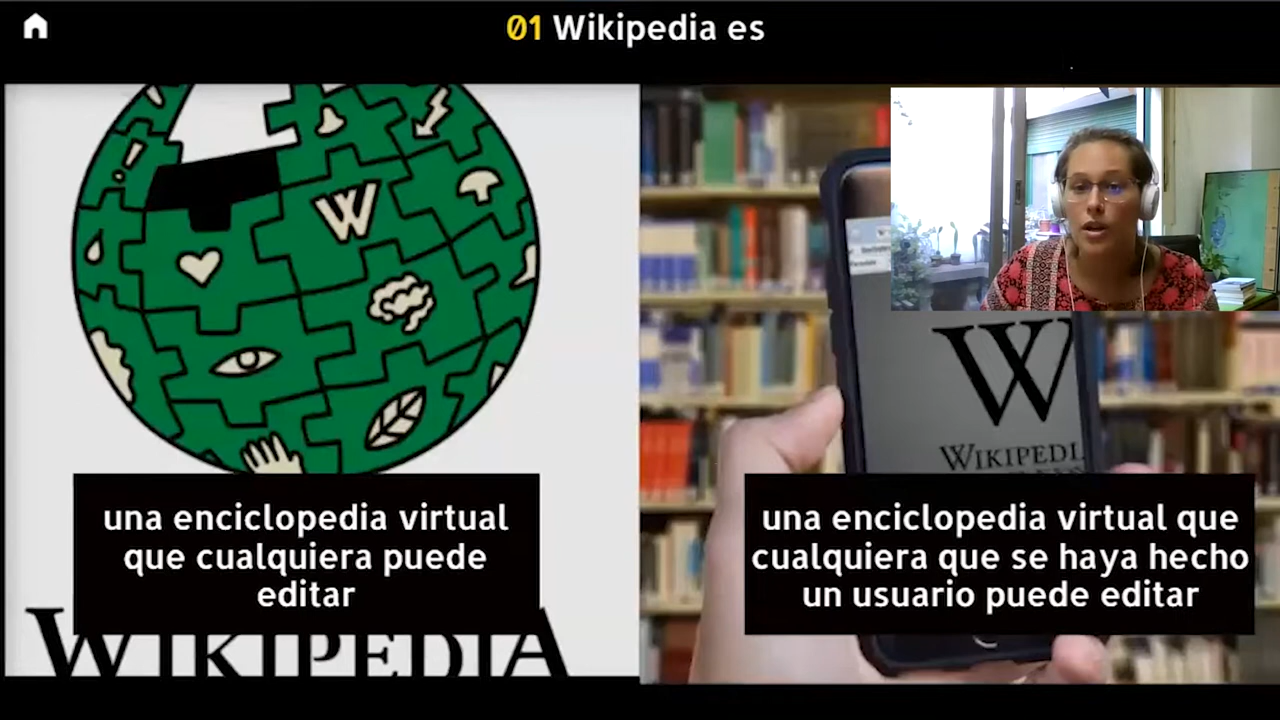 01 Wikipedia es
W
una enciclopedia virtual
que cualquiera puede
editar
WIKIPEDIA
W
WIKIPEDI
una enciclopedia virtual que
cualquiera que se haya hecho
un usuario puede editar